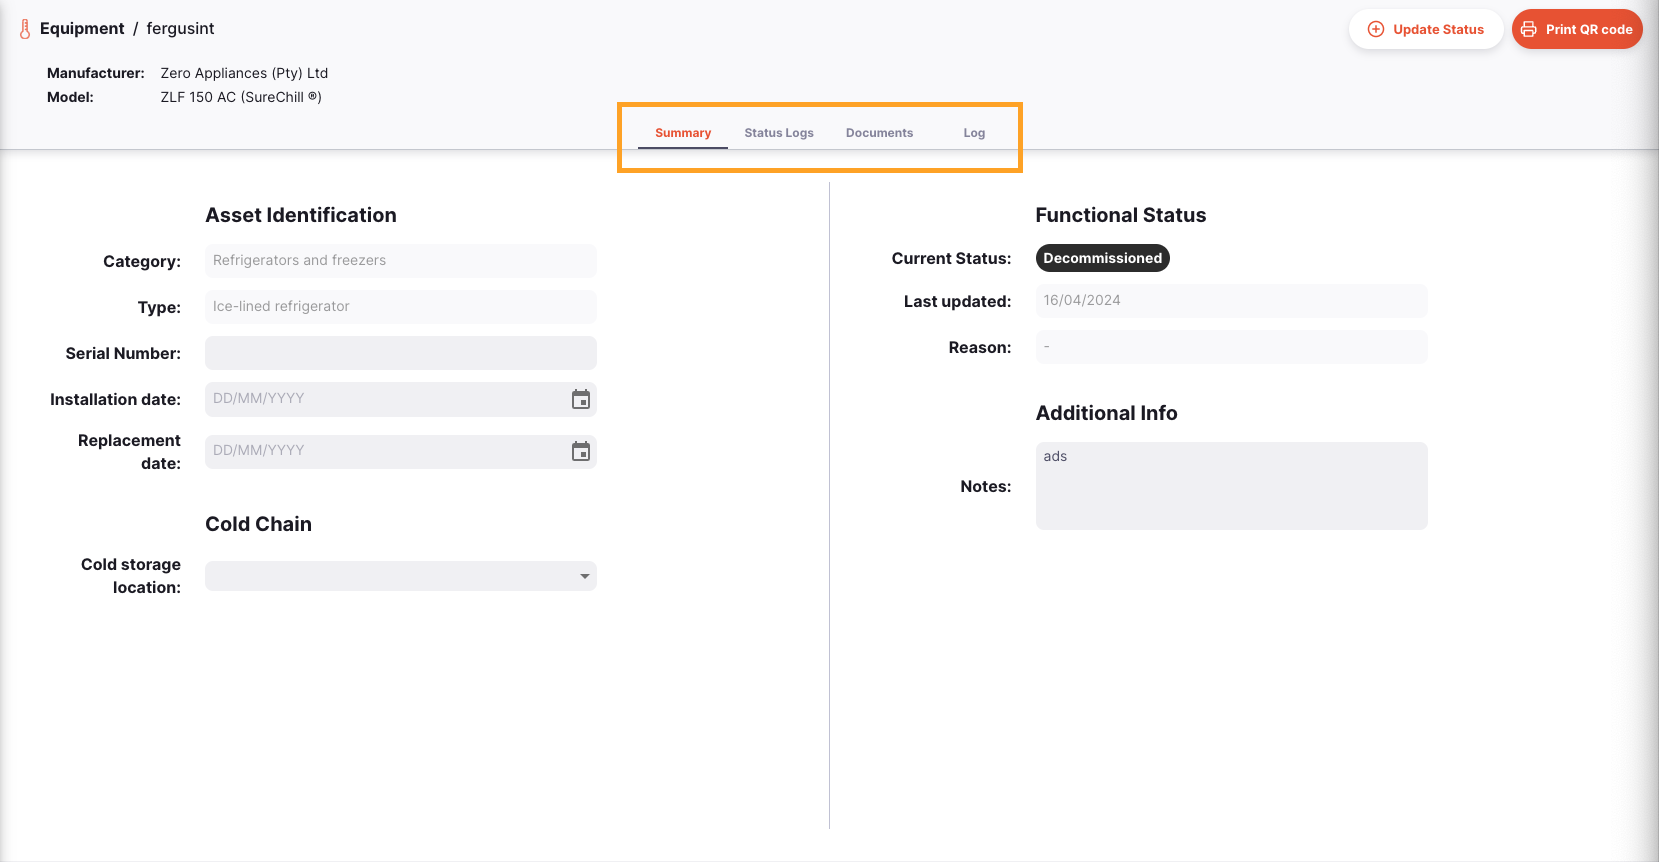 Equipment / fergusint
Update Status
Print QR code
Manufacturer: Zero Appliances (Pty) Ltd
Model: ZLF 150 AC (SureChill ®)
Summary Status Logs Documents Log
Asset Identification
Category: Refrigerators and freezers
Type: Ice-lined refrigerator
Serial Number:
Installation date: DD/MM/YYYY
Replacement
date: DD/MM/YYYY
Cold Chain
Cold storage
location:
Functional Status
Current Status: Decommissioned
Last updated: 16/04/2024
Reason: -
Additional Info
Notes: ads